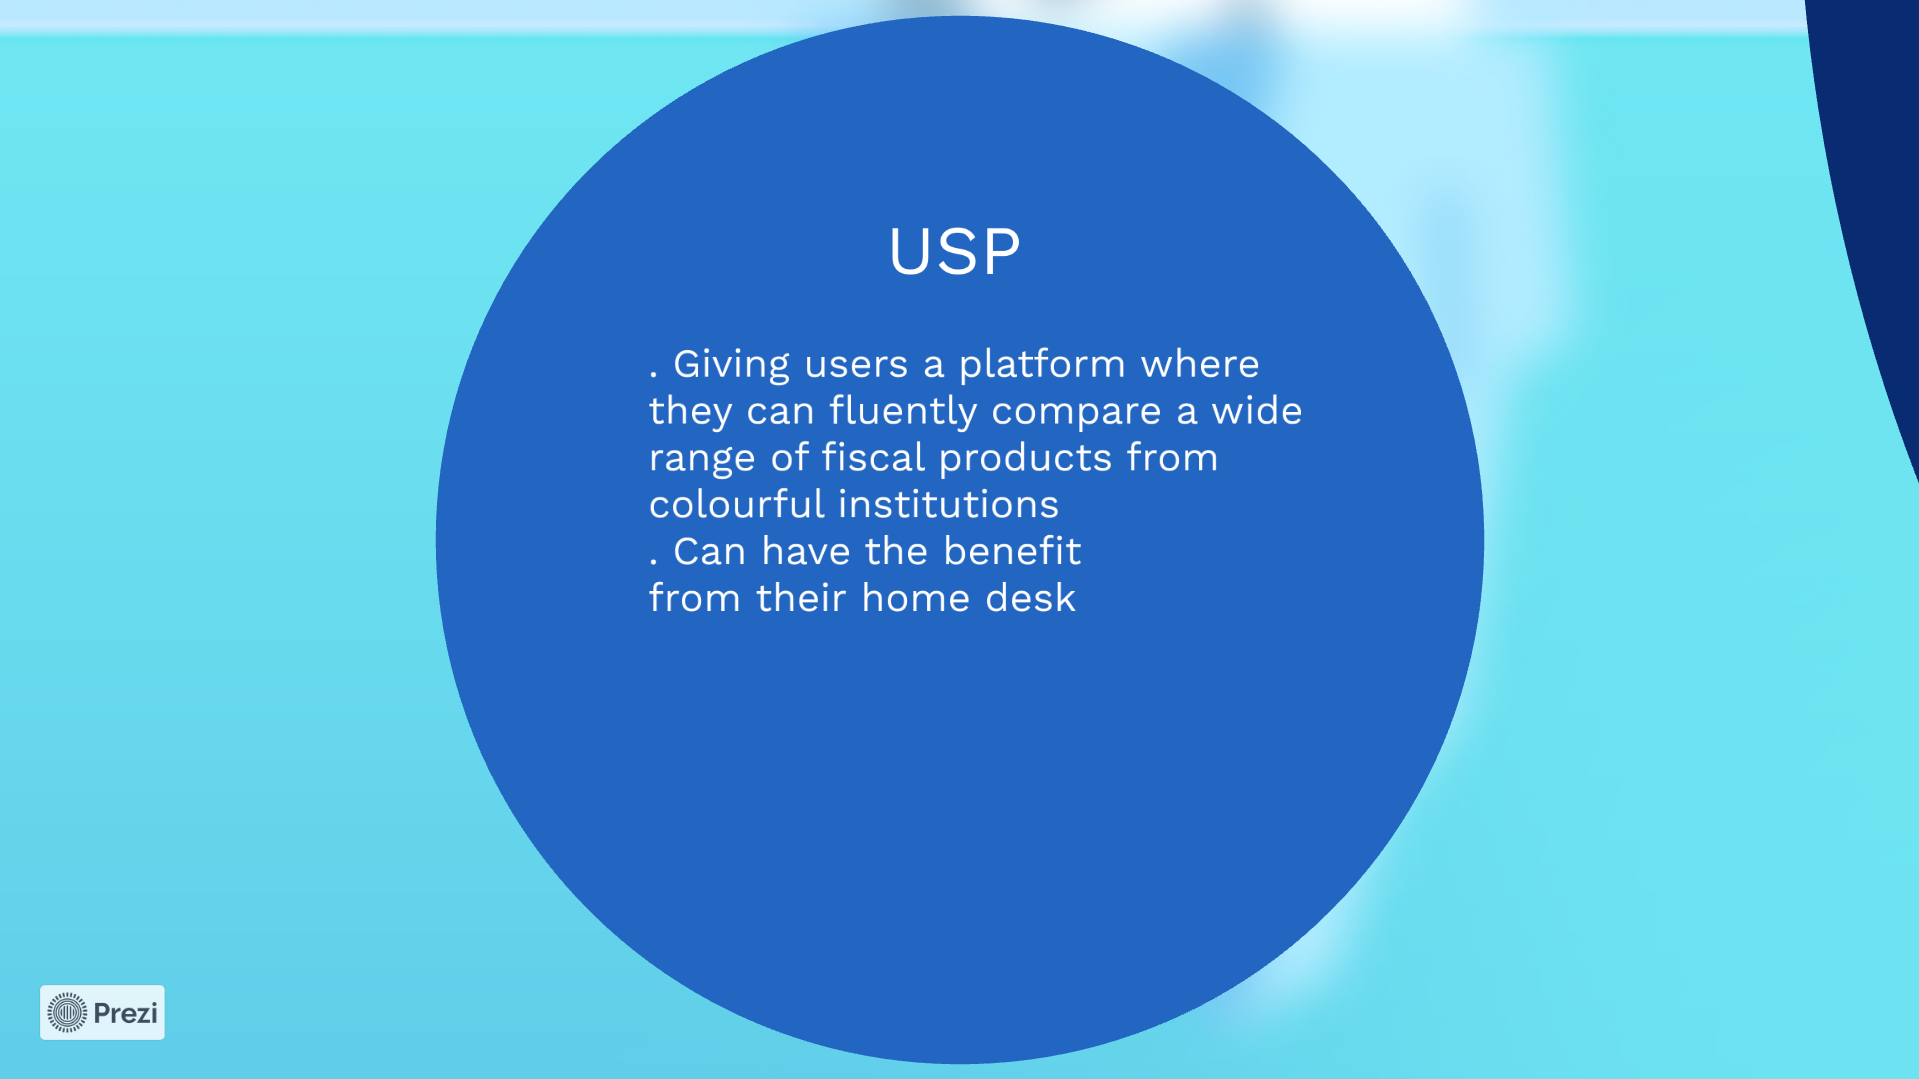 USP
. Giving users a platform where
they can fluently compare a wide
range of fiscal products from
colourful institutions
. Can have the benefit
from their home desk
Prezi